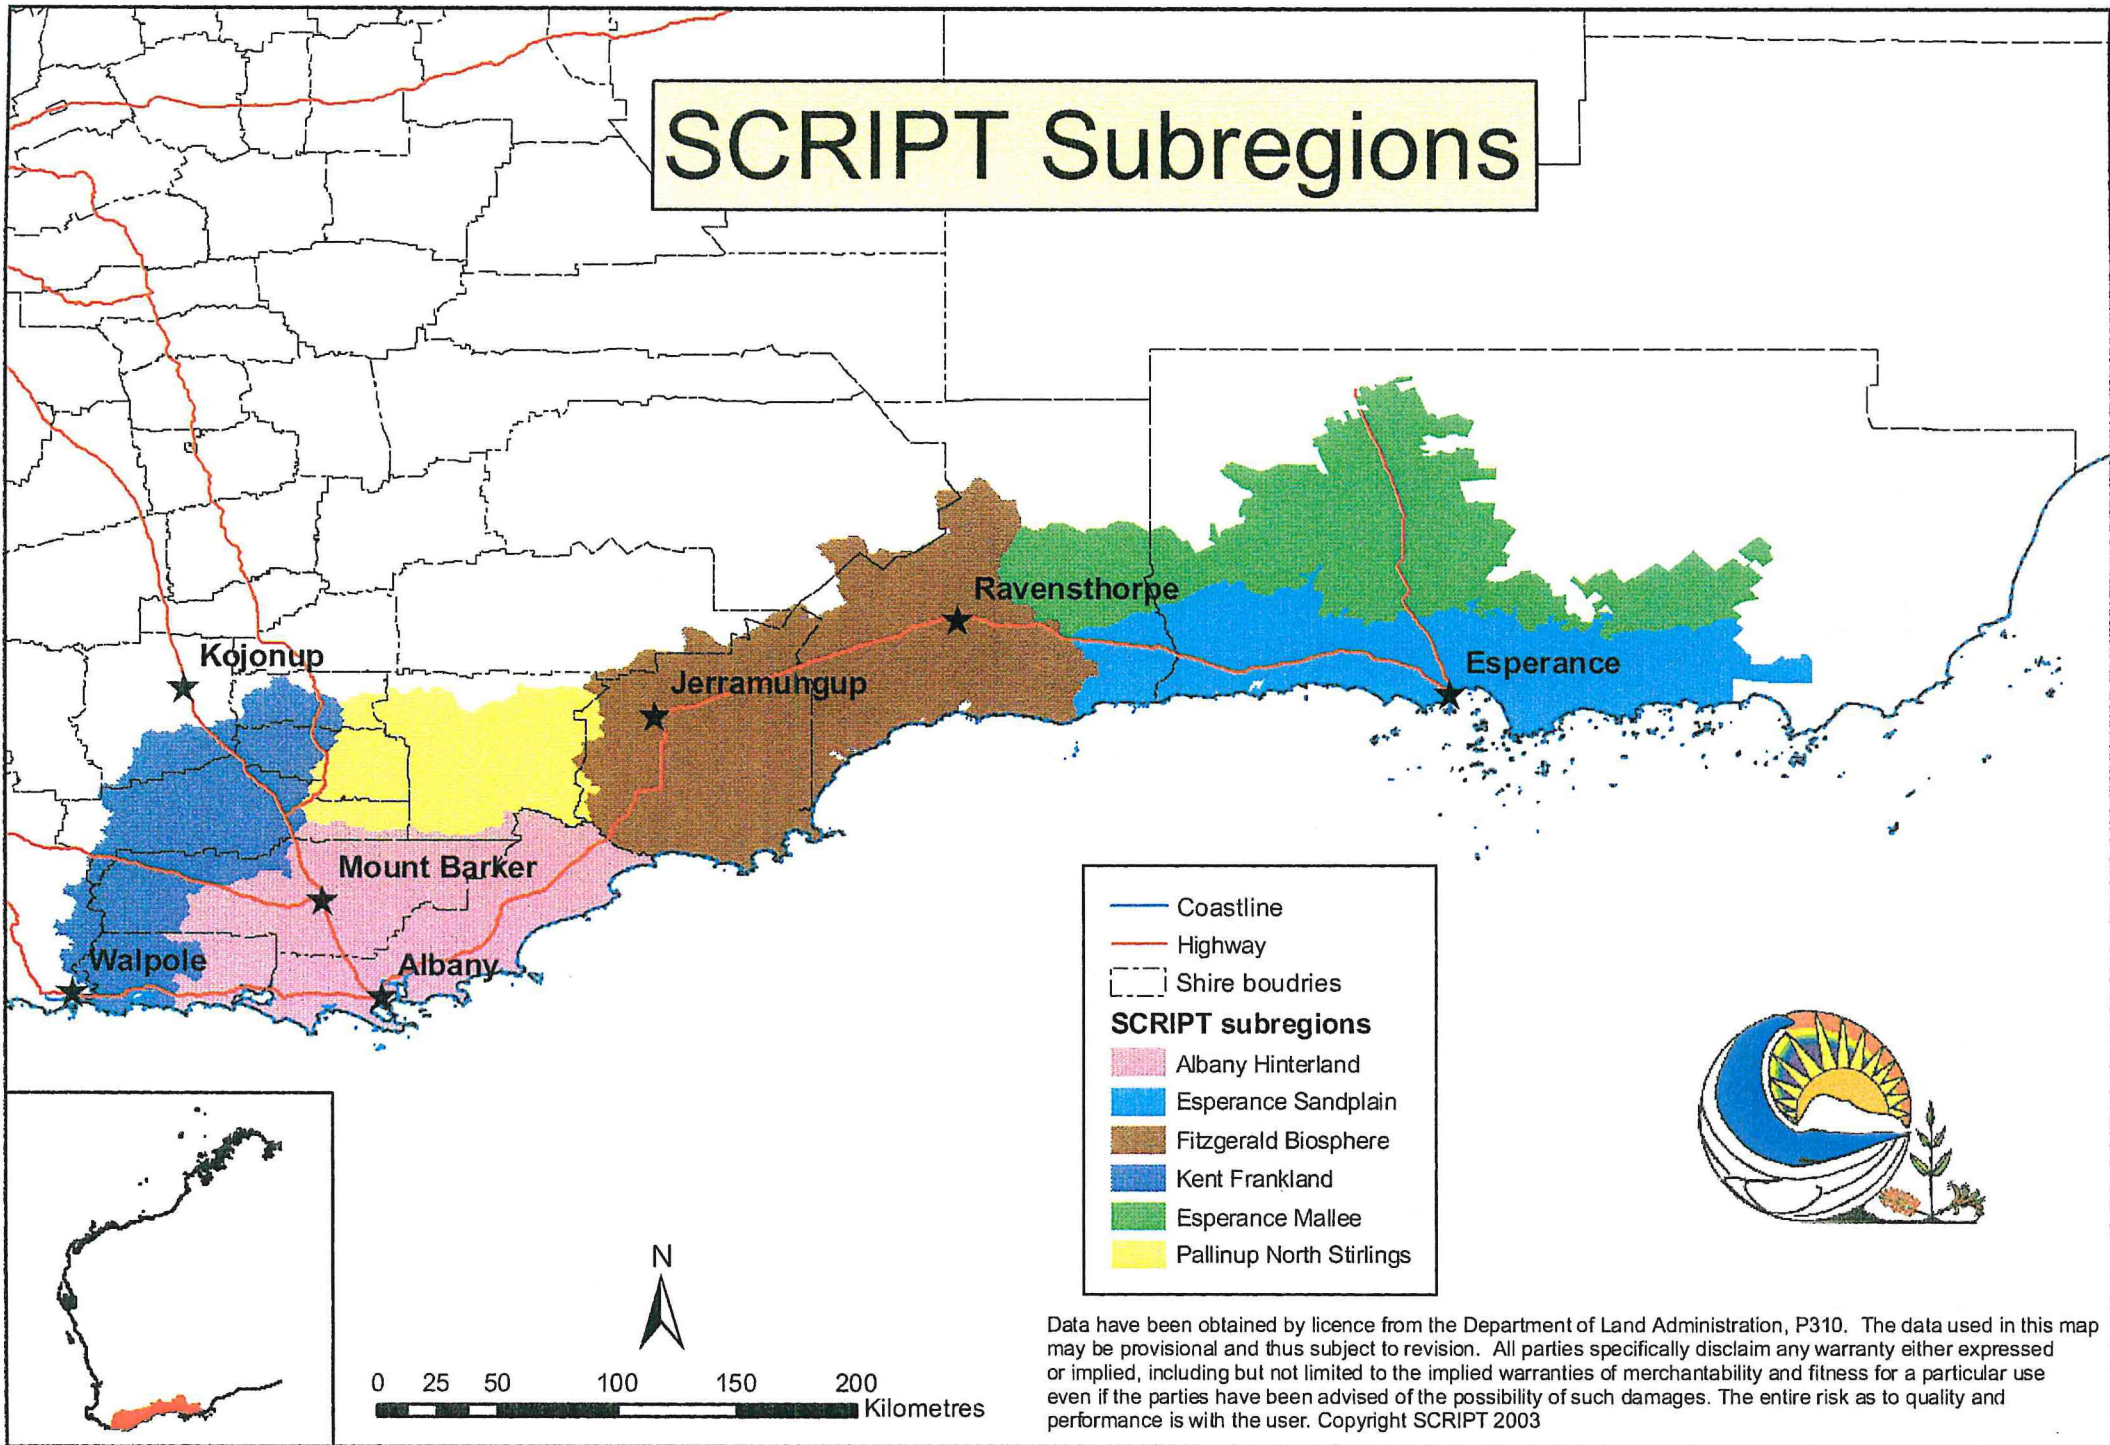 SCRIPT Subregions
Ravensthorpe
Kojonup
Esperance
Jerramungup
Mount Barker
Walpole
Albany
Coastline
Highway
Shire boudries
SCRIPT subregions
Albany Hinterland
Esperance Sandplain
Fitzgerald Biosphere
Kent Frankland
Esperance Mallee
Pallinup North Stirlings
N
0 25 50 100 150 200
Kilometres
Data have been obtained by licence from the Department of Land Administration, P310. The data used in this map
may be provisional and thus subject to revision. All parties specifically disclaim any warranty either expressed
or implied, including but not limited to the implied warranties of merchantability and fitness for a particular use
even if the parties have been advised of the possibility of such damages. The entire risk as to quality and
performance is with the user. Copyright SCRIPT 2003